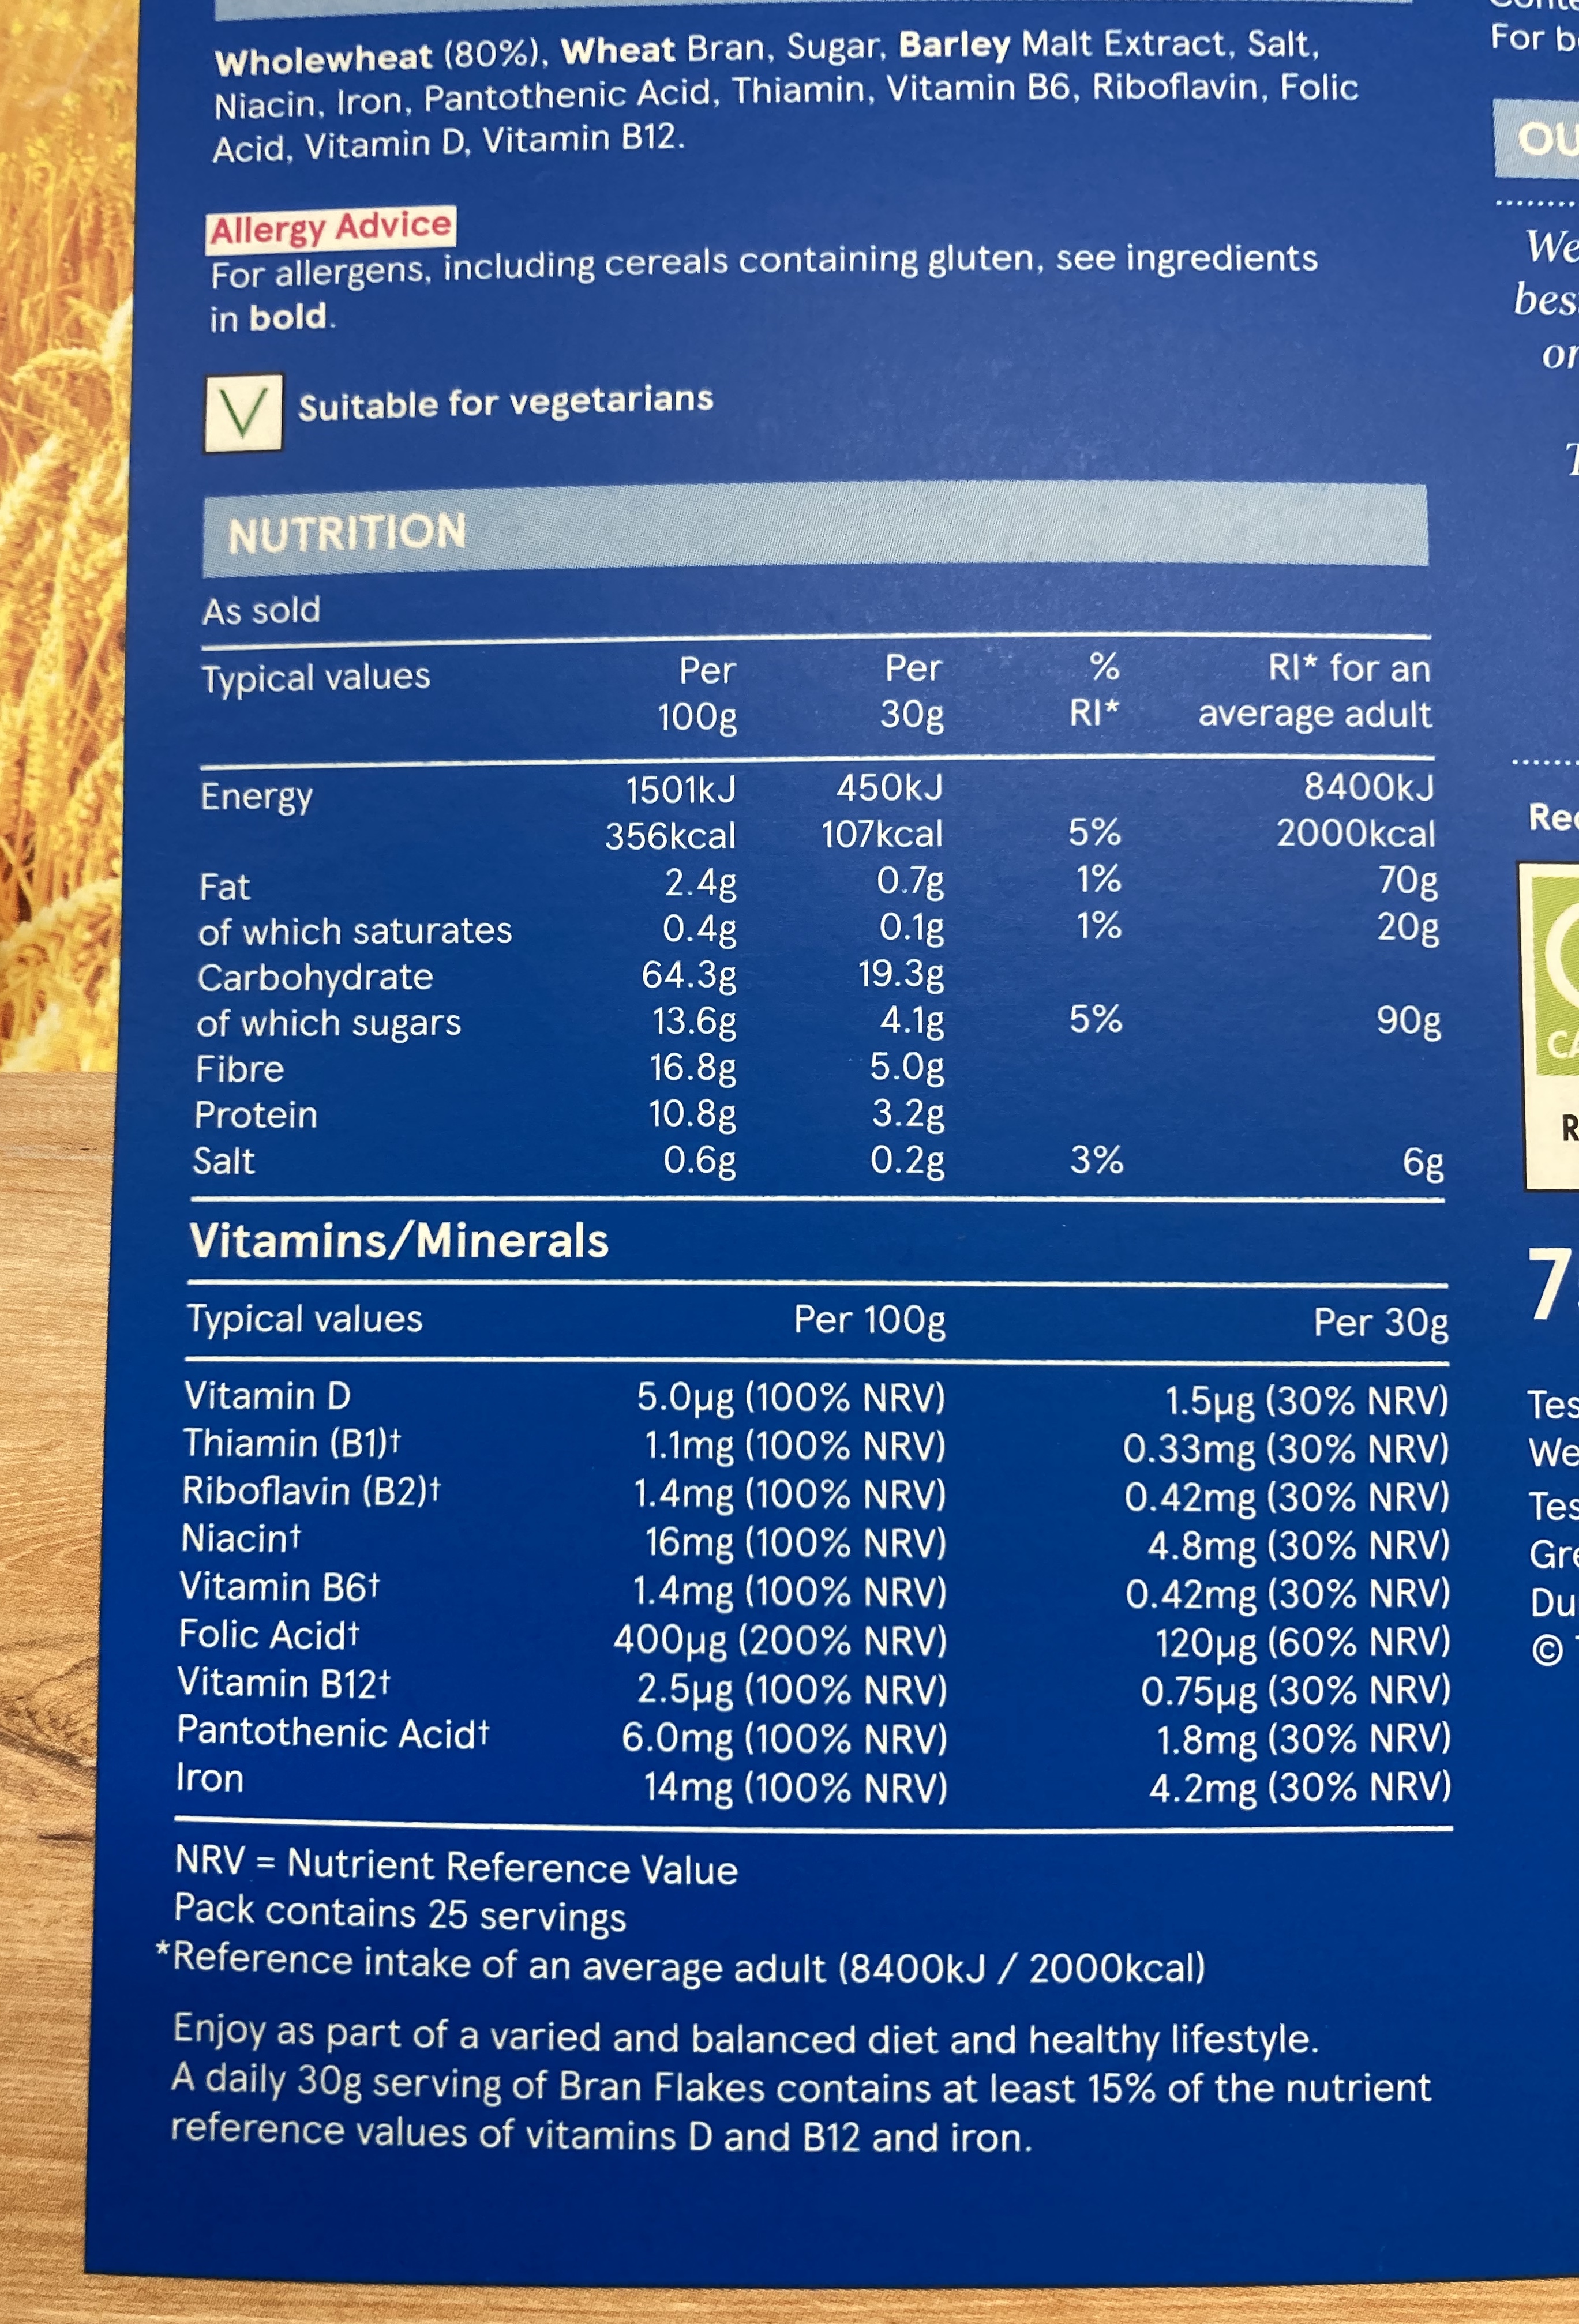 Wholewheat (80%), Wheat Bran, Sugar, Barley Malt Extract, Salt,
Niacin, Iron, Pantothenic Acid, Thiamin, Vitamin B6, Riboflavin, Folic
Acid, Vitamin D, Vitamin B12.
Allergy Advice
For allergens, including cereals containing gluten, see ingredients
in bold.
V Suitable for vegetarians
NUTRITION
As sold
Typical values Per 100g Per 30g % RI* RI* for an average adult
Energy 1501kJ 450kJ 8400kJ
356kcal 107kcal 5% 2000kcal
Fat 2.4g 0.7g 1% 70g
of which saturates 0.4g 0.1g 1% 20g
Carbohydrate 64.3g 19.3g
of which sugars 13.6g 4.1g 5% 90g
Fibre 16.8g 5.0g
Protein 10.8g 3.2g
Salt 0.6g 0.2g 3% 6g
Vitamins/Minerals
Typical values Per 100g Per 30g
Vitamin D 5.0µg (100% NRV) 1.5µg (30% NRV)
Thiamin (B1)† 1.1mg (100% NRV) 0.33mg (30% NRV)
Riboflavin (B2)† 1.4mg (100% NRV) 0.42mg (30% NRV)
Niacin† 16mg (100% NRV) 4.8mg (30% NRV)
Vitamin B6† 1.4mg (100% NRV) 0.42mg (30% NRV)
Folic Acid† 400µg (200% NRV) 120µg (60% NRV)
Vitamin B12† 2.5µg (100% NRV) 0.75µg (30% NRV)
Pantothenic Acid† 6.0mg (100% NRV) 1.8mg (30% NRV)
Iron 14mg (100% NRV) 4.2mg (30% NRV)
NRV = Nutrient Reference Value
Pack contains 25 servings
*Reference intake of an average adult (8400kJ / 2000kcal)
Enjoy as part of a varied and balanced diet and healthy lifestyle.
A daily 30g serving of Bran Flakes contains at least 15% of the nutrient
reference values of vitamins D and B12 and iron.
For
We
©